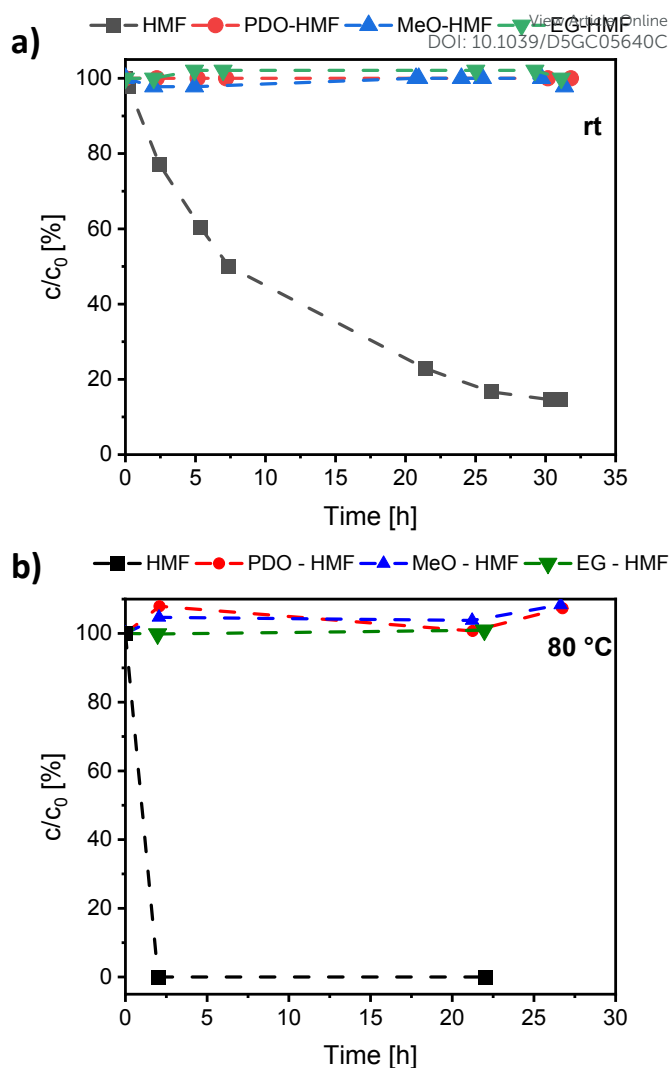 View Article Online
DOI: 10.1039/D5GC05640C
a) HMF PDO-HMF MeO-HMF EG-HMF
rt
100
80
60
40
20
0
c/c0 [%]
0 5 10 15 20 25 30 35
Time [h]
b) HMF PDO - HMF MeO - HMF EG - HMF
80 °C
100
80
60
40
20
0
c/c0 [%]
0 5 10 15 20 25 30
Time [h]